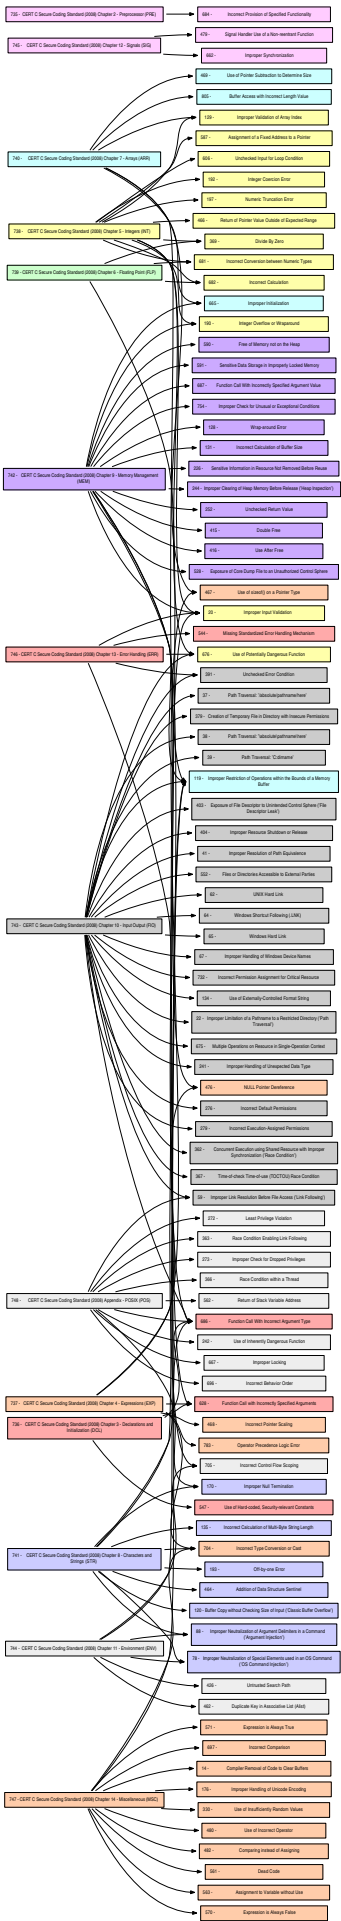 735 - CERT C Secure Coding Standard (2008) Chapter 2 - Preprocessor (PRE)
684 - Incorrect Provision of Specified Functionality
745 - CERT C Secure Coding Standard (2008) Chapter 12 - Signals (SIG)
479 - Signal Handler Use of a Non-reentrant Function
662 - Improper Synchronization
469 - Use of Pointer Subtraction to Determine Size
805 - Buffer Access with Incorrect Length Value
129 - Improper Validation of Array Index
587 - Assignment of a Fixed Address to a Pointer
740 - CERT C Secure Coding Standard (2008) Chapter 7 - Arrays (ARR)
606 - Unchecked Input for Loop Condition
192 - Integer Coercion Error
197 - Numeric Truncation Error
466 - Return of Pointer Value Outside of Expected Range
738 - CERT C Secure Coding Standard (2008) Chapter 5 - Integers (INT)
369 - Divide By Zero
681 - Incorrect Conversion between Numeric Types
739 - CERT C Secure Coding Standard (2008) Chapter 6 - Floating Point (FLP)
682 - Incorrect Calculation
665 - Improper Initialization
190 - Integer Overflow or Wraparound
590 - Free of Memory not on the Heap
591 - Sensitive Data Storage in Improperly Locked Memory
687 - Function Call With Incorrectly Specified Argument Value
754 - Improper Check for Unusual or Exceptional Conditions
128 - Wrap-around Error
131 - Incorrect Calculation of Buffer Size
226 - Sensitive Information in Resource Not Removed Before Reuse
742 - CERT C Secure Coding Standard (2008) Chapter 9 - Memory Management
(MEM)
244 - Improper Clearing of Heap Memory Before Release ('Heap Inspection')
252 - Unchecked Return Value
415 - Double Free
416 - Use After Free
528 - Exposure of Core Dump File to an Unauthorized Control Sphere
467 - Use of sizeof() on a Pointer Type
20 - Improper Input Validation
544 - Missing Standardized Error Handling Mechanism
746 - CERT C Secure Coding Standard (2008) Chapter 13 - Error Handling (ERR)
676 - Use of Potentially Dangerous Function
391 - Unchecked Error Condition
37 - Path Traversal: '/absolute/pathname/here'
379 - Creation of Temporary File in Directory with Insecure Permissions
38 - Path Traversal: '\absolute\pathname\here'
39 - Path Traversal: 'C:dirname'
119 - Improper Restriction of Operations within the Bounds of a Memory
Buffer
403 - Exposure of File Descriptor to Unintended Control Sphere ('File
Descriptor Leak')
404 - Improper Resource Shutdown or Release
41 - Improper Resolution of Path Equivalence
552 - Files or Directories Accessible to External Parties
62 - UNIX Hard Link
64 - Windows Shortcut Following (.LNK)
743 - CERT C Secure Coding Standard (2008) Chapter 10 - Input Output (FIO)
65 - Windows Hard Link
67 - Improper Handling of Windows Device Names
732 - Incorrect Permission Assignment for Critical Resource
134 - Use of Externally-Controlled Format String
22 - Improper Limitation of a Pathname to a Restricted Directory ('Path
Traversal')
675 - Multiple Operations on Resource in Single-Operation Context
241 - Improper Handling of Unexpected Data Type
476 - NULL Pointer Dereference
276 - Incorrect Default Permissions
279 - Incorrect Execution-Assigned Permissions
362 - Concurrent Execution using Shared Resource with Improper
Synchronization ('Race Condition')
367 - Time-of-check Time-of-use (TOCTOU) Race Condition
59 - Improper Link Resolution Before File Access ('Link Following')
272 - Least Privilege Violation
363 - Race Condition Enabling Link Following
273 - Improper Check for Dropped Privileges
366 - Race Condition within a Thread
748 - CERT C Secure Coding Standard (2008) Appendix - POSIX (POS)
562 - Return of Stack Variable Address
686 - Function Call With Incorrect Argument Type
242 - Use of Inherently Dangerous Function
667 - Improper Locking
696 - Incorrect Behavior Order
737 - CERT C Secure Coding Standard (2008) Chapter 4 - Expressions (EXP)
628 - Function Call with Incorrectly Specified Arguments
736 - CERT C Secure Coding Standard (2008) Chapter 3 - Declarations and
Initialization (DCL)
468 - Incorrect Pointer Scaling
783 - Operator Precedence Logic Error
705 - Incorrect Control Flow Scoping
170 - Improper Null Termination
547 - Use of Hard-coded, Security-relevant Constants
135 - Incorrect Calculation of Multi-Byte String Length
704 - Incorrect Type Conversion or Cast
741 - CERT C Secure Coding Standard (2008) Chapter 8 - Characters and
Strings (STR)
193 - Off-by-one Error
464 - Addition of Data Structure Sentinel
120 - Buffer Copy without Checking Size of Input ('Classic Buffer Overflow')
88 - Improper Neutralization of Argument Delimiters in a Command
('Argument Injection')
744 - CERT C Secure Coding Standard (2008) Chapter 11 - Environment (ENV)
78 - Improper Neutralization of Special Elements used in an OS Command
('OS Command Injection')
426 - Untrusted Search Path
462 - Duplicate Key in Associative List (Alist)
571 - Expression is Always True
697 - Incorrect Comparison
14 - Compiler Removal of Code to Clear Buffers
176 - Improper Handling of Unicode Encoding
747 - CERT C Secure Coding Standard (2008) Chapter 14 - Miscellaneous (MSC)
330 - Use of Insufficiently Random Values
480 - Use of Incorrect Operator
482 - Comparing instead of Assigning
561 - Dead Code
563 - Assignment to Variable without Use
570 - Expression is Always False